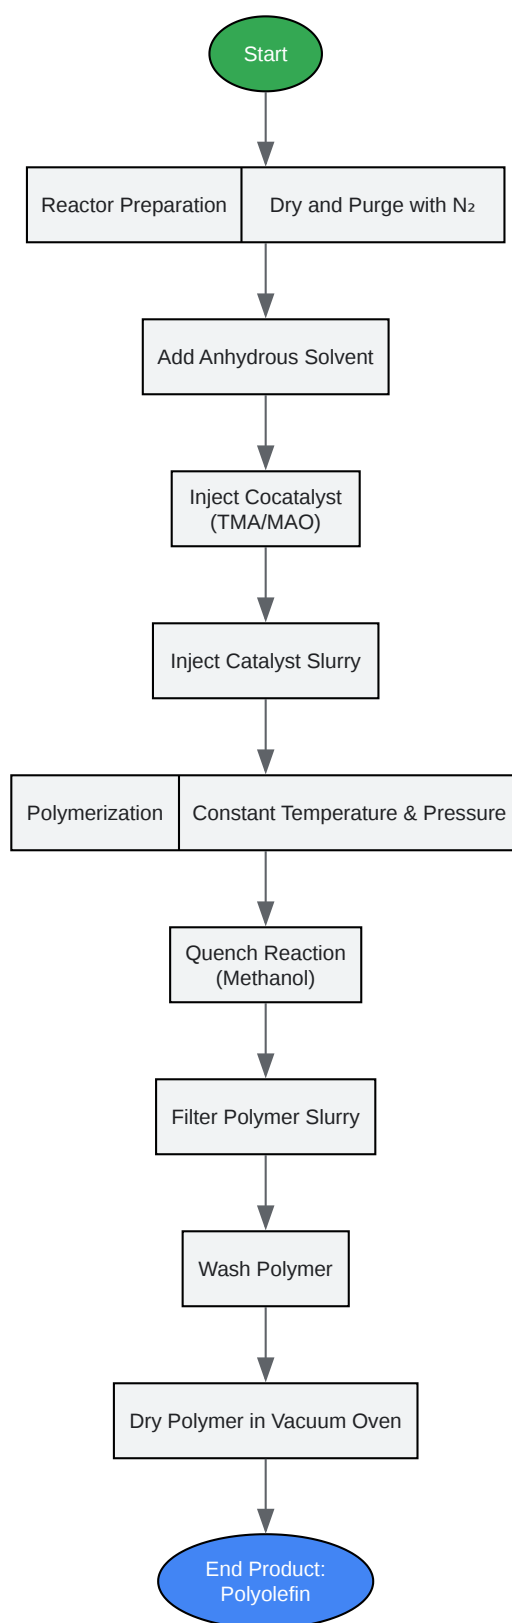 Start
Reactor Preparation
Dry and Purge with N₂
Add Anhydrous Solvent
Inject Cocatalyst
(TMA/MAO)
Inject Catalyst Slurry
Polymerization
Constant Temperature & Pressure
Quench Reaction
(Methanol)
Filter Polymer Slurry
Wash Polymer
Dry Polymer in Vacuum Oven
End Product:
Polyolefin